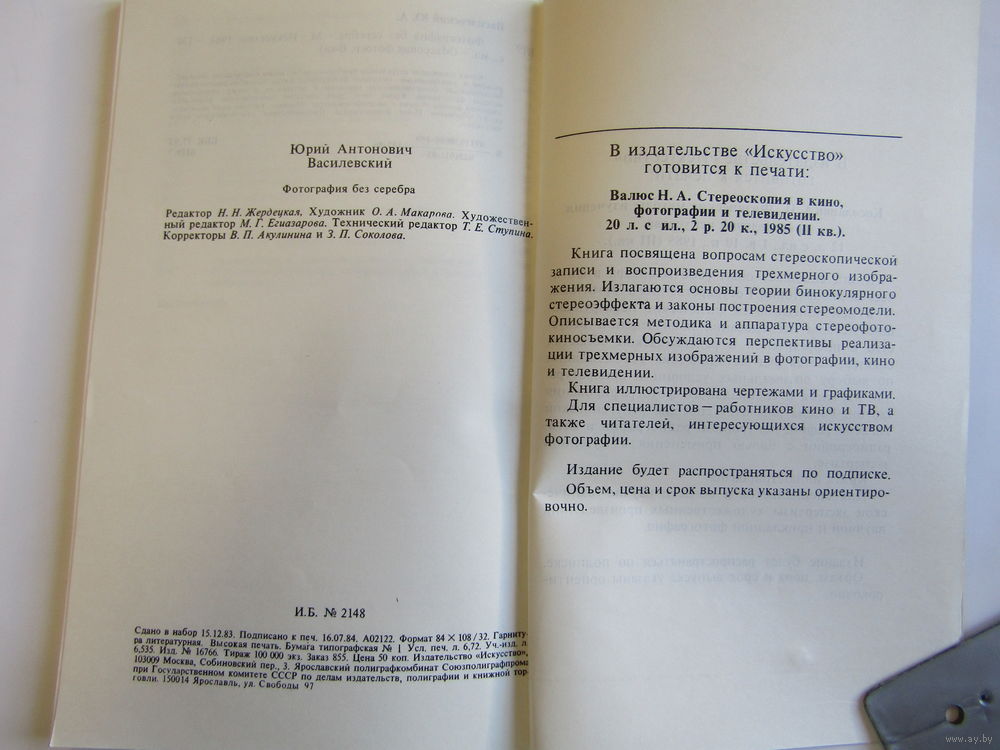 Юрий Антонович
Василевский
Фотография без серебра
Редактор Н. Н. Жердецкая. Художник О. А. Макарова. Художествен-
ный редактор М. Г. Егиазарова. Технический редактор Т. Е. Ступина.
Корректоры В. П. Акулинина и З. П. Соколова.
И.Б. № 2148
Сдано в набор 15.12.83. Подписано к печ. 16.07.84. А02122. Формат 84 × 108/32. Гарниту-
ра литературная. Высокая печать. Бумага типографская № 1 Усл. печ. л. 6,72. Уч.-изд. л.
6,535. Изд. № 16766. Тираж 100 000 экз. Заказ 855. Цена 50 коп. Издательство «Искусство»,
103009 Москва, Собиновский пер., 3. Ярославский полиграфкомбинат Союзполиграфпрома
при Государственном комитете СССР по делам издательств, полиграфии и книжной тор-
говли. 150014 Ярославль, ул. Свободы 97
В издательстве «Искусство»
готовится к печати:
Валюс Н. А. Стереоскопия в кино,
фотографии и телевидении.
20 л. с ил., 2 р. 20 к., 1985 (II кв.).
Книга посвящена вопросам стереоскопической
записи и воспроизведения трехмерного изобра-
жения. Излагаются основы теории бинокулярного
стереоэффекта и законы построения стереомодели.
Описывается методика и аппаратура стереофото-
киносъемки. Обсуждаются перспективы реализа-
ции трехмерных изображений в фотографии, кино
и телевидении.
Книга иллюстрирована чертежами и графиками.
Для специалистов — работников кино и ТВ, а
также читателей, интересующихся искусством
фотографии.
Издание будет распространяться по подписке.
Объем, цена и срок выпуска указаны ориентиро-
вочно.
www.ay.by